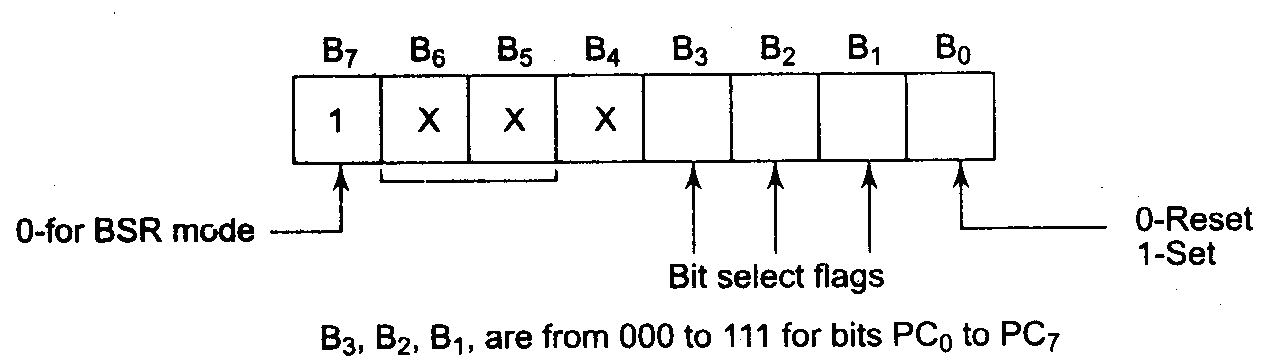 B₇ B₆ B₅ B₄ B₃ B₂ B₁ B₀
1 X X X
0-for BSR mode
0-Reset
1-Set
Bit select flags
B₃, B₂, B₁, are from 000 to 111 for bits PC₀ to PC₇